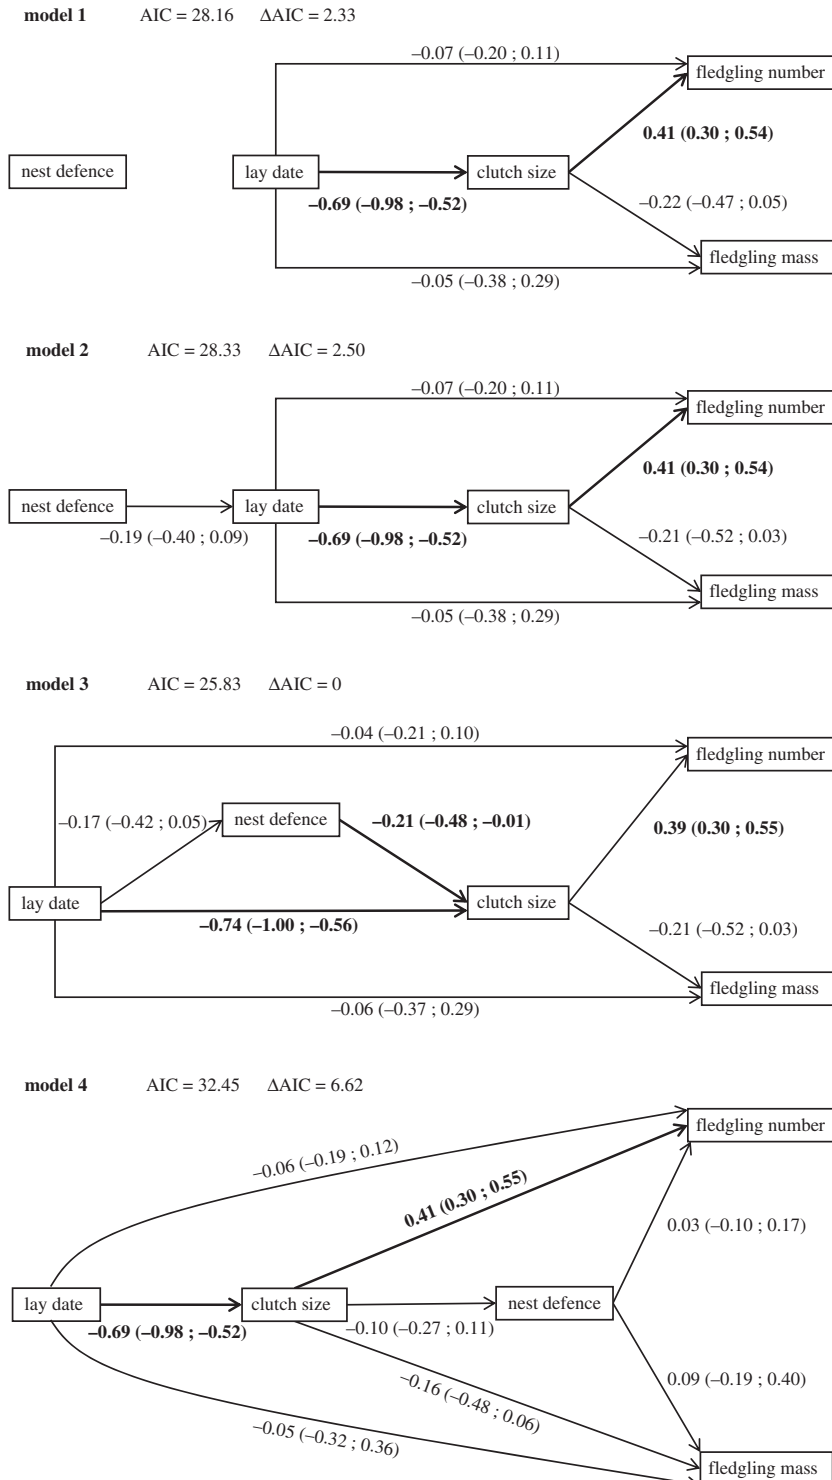 model 1 AIC = 28.16 ΔAIC = 2.33
–0.07 (–0.20 ; 0.11)
fledgling number
0.41 (0.30 ; 0.54)
nest defence
lay date
clutch size
–0.69 (–0.98 ; –0.52)
–0.22 (–0.47 ; 0.05)
fledgling mass
–0.05 (–0.38 ; 0.29)
model 2 AIC = 28.33 ΔAIC = 2.50
–0.07 (–0.20 ; 0.11)
fledgling number
0.41 (0.30 ; 0.54)
nest defence
lay date
clutch size
–0.19 (–0.40 ; 0.09)
–0.69 (–0.98 ; –0.52)
–0.21 (–0.52 ; 0.03)
fledgling mass
–0.05 (–0.38 ; 0.29)
model 3 AIC = 25.83 ΔAIC = 0
–0.04 (–0.21 ; 0.10)
fledgling number
–0.17 (–0.42 ; 0.05)
nest defence
–0.21 (–0.48 ; –0.01)
0.39 (0.30 ; 0.55)
lay date
clutch size
–0.74 (–1.00 ; –0.56)
–0.21 (–0.52 ; 0.03)
fledgling mass
–0.06 (–0.37 ; 0.29)
model 4 AIC = 32.45 ΔAIC = 6.62
fledgling number
–0.06 (–0.19 ; 0.12)
0.41 (0.30 ; 0.55)
0.03 (–0.10 ; 0.17)
lay date
clutch size
nest defence
–0.69 (–0.98 ; –0.52)
–0.10 (–0.27 ; 0.11)
0.09 (–0.19 ; 0.40)
–0.16 (–0.48 ; 0.06)
–0.05 (–0.32 ; 0.36)
fledgling mass